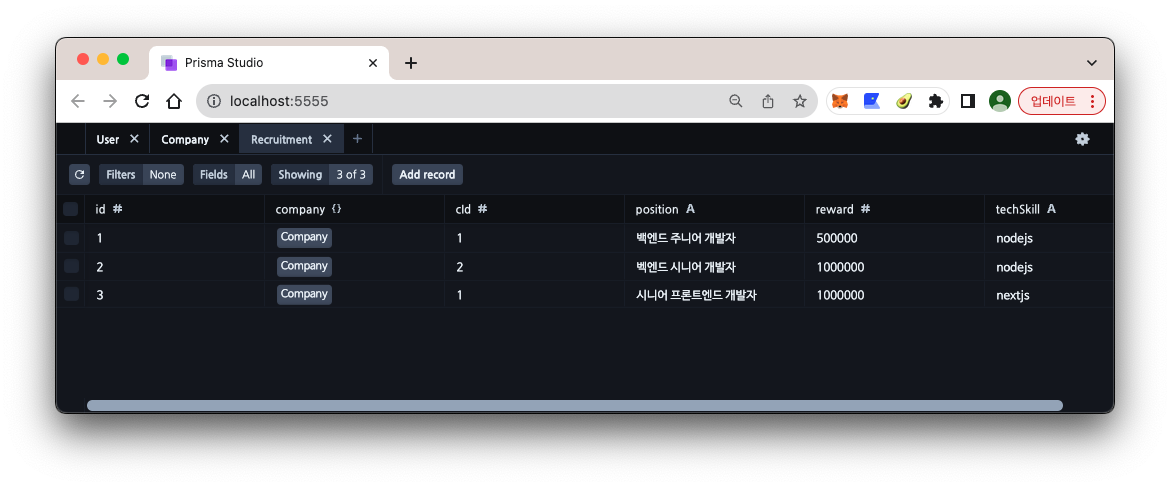 Prisma Studio
localhost:5555
업데이트
User Company Recruitment
Filters None Fields All Showing 3 of 3 Add record
id # company {} cId # position A reward # techSkill A
1 Company 1 백엔드 주니어 개발자 500000 nodejs
2 Company 2 벡엔드 시니어 개발자 1000000 nodejs
3 Company 1 시니어 프론트엔드 개발자 1000000 nextjs